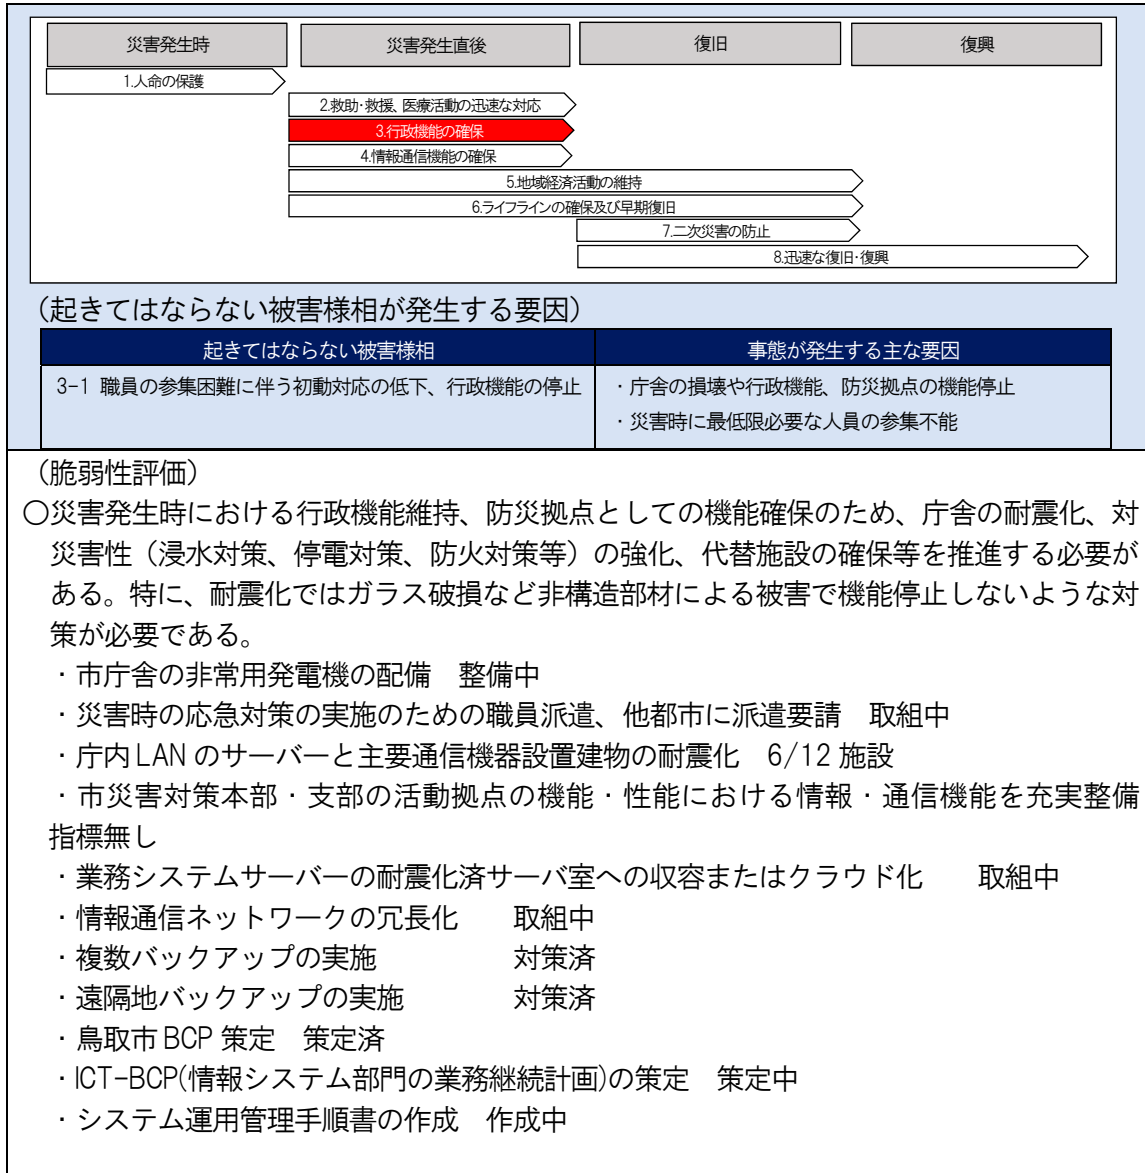 災害発生時
災害発生直後
復旧
復興
1.人命の保護
2.救助・救援、医療活動の迅速な対応
3.行政機能の確保
4.情報通信機能の確保
5.地域経済活動の維持
6.ライフラインの確保及び早期復旧
7.二次災害の防止
8.迅速な復旧・復興
（起きてはならない被害様相が発生する要因）
起きてはならない被害様相
事態が発生する主な要因
3-1 職員の参集困難に伴う初動対応の低下、行政機能の停止
・庁舎の損壊や行政機能、防災拠点の機能停止
・災害時に最低限必要な人員の参集不能
（脆弱性評価）
○災害発生時における行政機能維持、防災拠点としての機能確保のため、庁舎の耐震化、対
災害性（浸水対策、停電対策、防火対策等）の強化、代替施設の確保等を推進する必要が
ある。特に、耐震化ではガラス破損など非構造部材による被害で機能停止しないような対
策が必要である。
・市庁舎の非常用発電機の配備　整備中
・災害時の応急対策の実施のための職員派遣、他都市に派遣要請　取組中
・庁内LANのサーバーと主要通信機器設置建物の耐震化　6/12施設
・市災害対策本部・支部の活動拠点の機能・性能における情報・通信機能を充実整備
指標無し
・業務システムサーバーの耐震化済サーバ室への収容またはクラウド化　　取組中
・情報通信ネットワークの冗長化　　取組中
・複数バックアップの実施　　　　　対策済
・遠隔地バックアップの実施　　　　対策済
・鳥取市BCP策定　策定済
・ICT-BCP(情報システム部門の業務継続計画)の策定　策定中
・システム運用管理手順書の作成　作成中